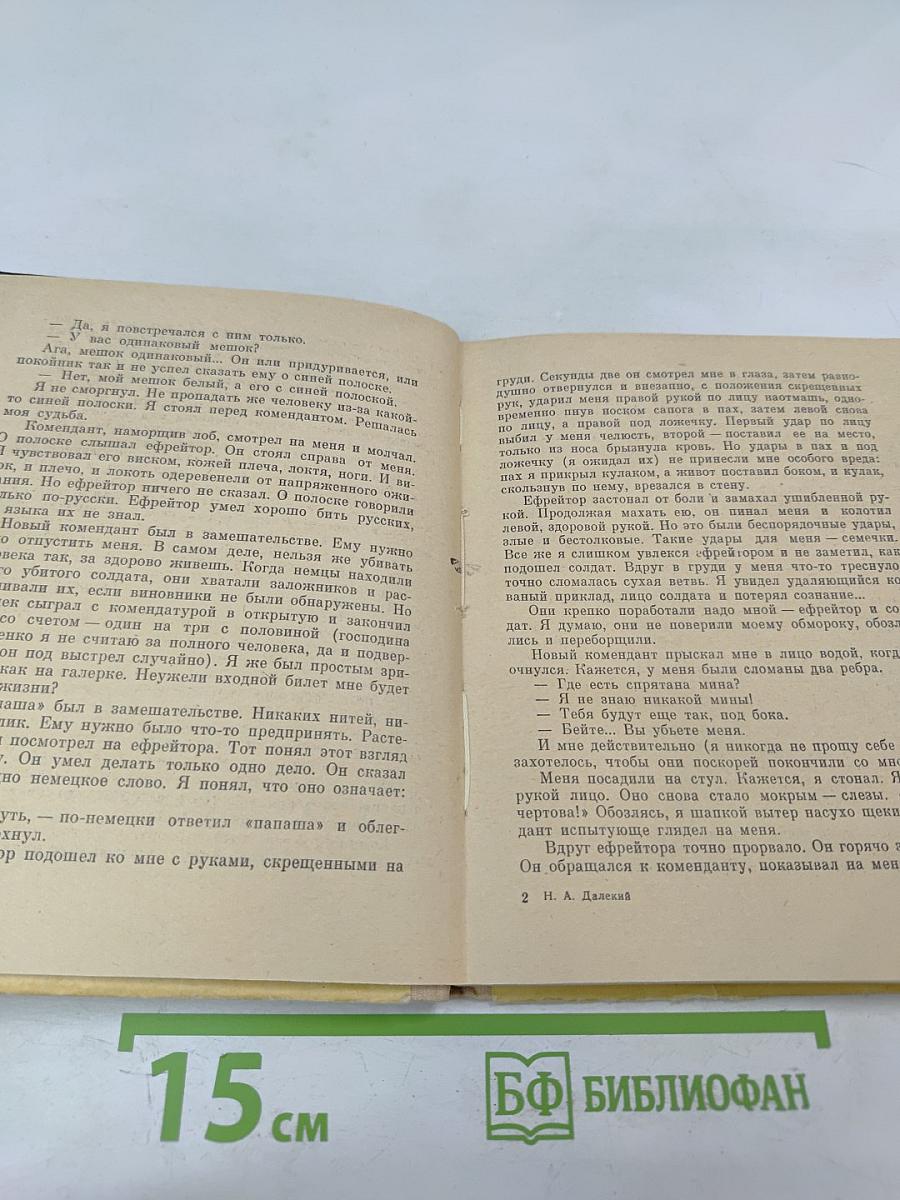 — Да, я повстречался с ним только.
— У вас одинаковый мешок?
Ага, мешок одинаковый... Он или придуривается, или
покойник так и не успел сказать ему о синей полоске.
— Нет, мой мешок белый, а его с синей полоской.
Я не сморгнул. Не пропадать же человеку из-за какой-
то синей полоски. Я стоял перед комендантом. Решалась
моя судьба.
Комендант, наморщив лоб, смотрел на меня и молчал.
О полоске слышал ефрейтор. Он стоял справа от меня.
Я чувствовал его виском, кожей плеча, локтя, ноги. И ви-
ок, и плечо, и локоть одеревенели от напряженного ожи-
ания. Но ефрейтор ничего не сказал. О полоске говорили
лько по-русски. Ефрейтор умел хорошо бить русских,
языка их не знал.
Новый комендант был в замешательстве. Ему нужно
о отпустить меня. В самом деле, нельзя же убивать
века так, за здорово живешь. Когда немцы находили
го убитого солдата, они хватали заложников и рас-
ивали их, если виновники не были обнаружены. Но
ек сыграл с комендатурой в открытую и закончил
со счетом — один на три с половиной (господина
енко я не считаю за полного человека, да и подвер-
он под выстрел случайно). Я же был простым зри-
как на галерке. Неужели входной билет мне будет
жизни?
паша» был в замешательстве. Никаких нитей, ни-
лик. Ему нужно было что-то предпринять. Расте-
посмотрел на ефрейтора. Тот понял этот взгляд
у. Он умел делать только одно дело. Он сказал
дно немецкое слово. Я понял, что оно означает:
уть, — по-немецки ответил «папаша» и облег-
хнул.
ор подошел ко мне с руками, скрещенными на
груди. Секунды две он смотрел мне в глаза, затем равно-
душно отвернулся и внезапно, с положения скрещенных
рук, ударил меня правой рукой по лицу наотмашь, одно-
временно пнув носком сапога в пах, затем левой снова
по лицу, а правой под ложечку. Первый удар по лицу
выбил у меня челюсть, второй — поставил ее на место,
только из носа брызнула кровь. Но удары в пах и под
ложечку (я ожидал их) не принесли мне особого вреда:
пах я прикрыл кулаком, а живот поставил боком, и кулак,
скользнув по нему, врезался в стену.
Ефрейтор застонал от боли и замахал ушибленной ру-
кой. Продолжая махать ею, он пинал меня и колотил
левой, здоровой рукой. Но это были беспорядочные удары,
злые и бестолковые. Такие удары для меня — семечки.
Все же я слишком увлекся ефрейтором и не заметил, как
подошел солдат. Вдруг в груди у меня что-то треснуло
точно сломалась сухая ветвь. Я увидел удаляющийся ко
ваный приклад, лицо солдата и потерял сознание...
Они крепко поработали надо мной — ефрейтор и со
дат. Я думаю, они не поверили моему обмороку, обозл
лись и переборщили.
Новый комендант прыскал мне в лицо водой, когд
очнулся. Кажется, у меня были сломаны два ребра.
— Где есть спрятана мина?
— Я не знаю никакой мины!
— Тебя будут еще так, под бока.
— Бейте... Вы убьете меня.
И мне действительно (я никогда не прощу себе
захотелось, чтобы они поскорей покончили со мно
Меня посадили на стул. Кажется, я стонал. Я
рукой лицо. Оно снова стало мокрым — слезы.
чертова!» Обозлясь, я шапкой вытер насухо щеки
дант испытующе глядел на меня.
Вдруг ефрейтора точно прорвало. Он горячо з
Он обращался к коменданту, показывал на мен
2 Н. А. Далекий
15 см
БФ БИБЛИОФАН